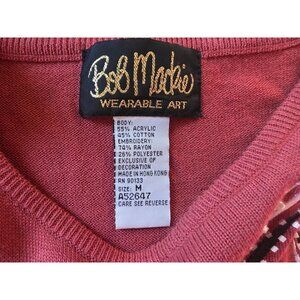 Bob Mackie
WEARABLE ART
BODY:
55% ACRYLIC
45% COTTON
EMBROIDERY:
74% RAYON
26% POLYESTER
EXCLUSIVE OF
DECORATION
MADE IN HONG KONG
RN 90133
SIZE: M
A52647
CARE SEE REVERSE